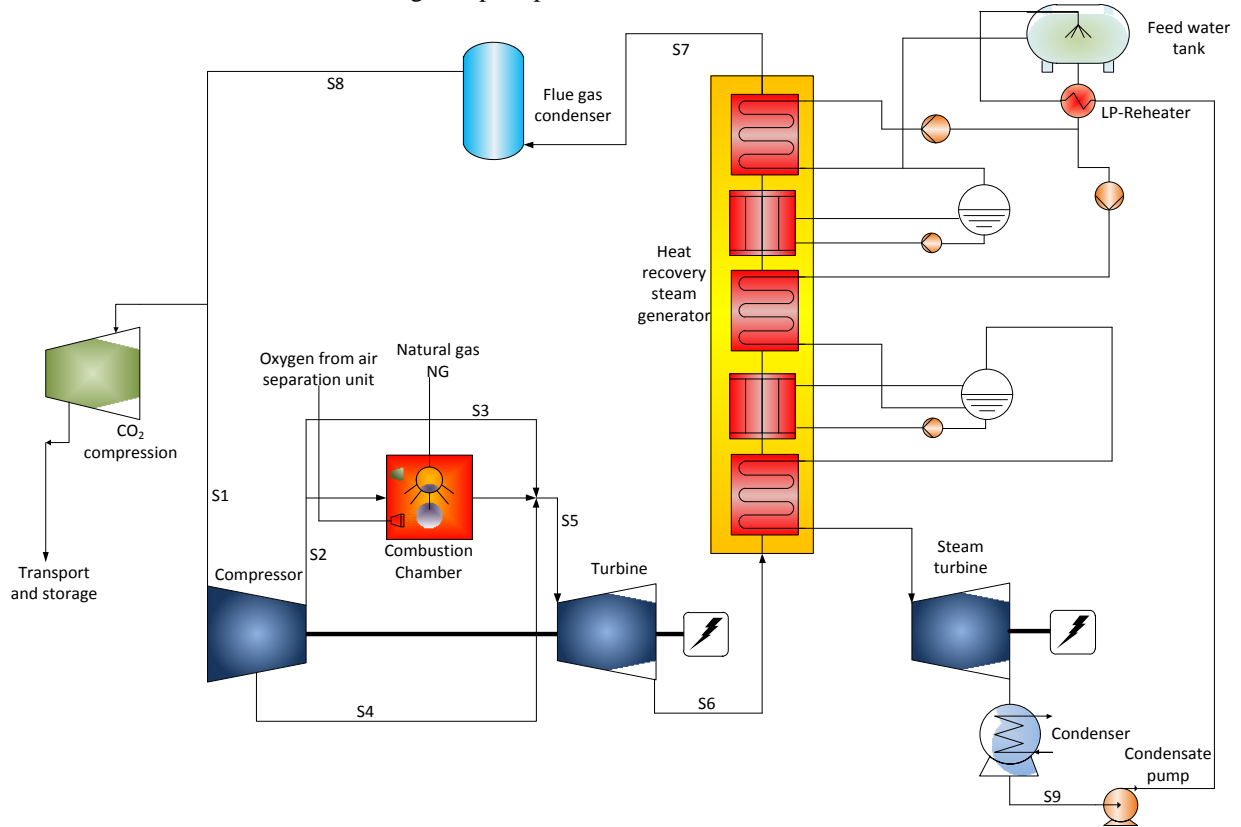 S7
Feed water
tank
S8
Flue gas
condenser
LP-Reheater
Heat
recovery
steam
generator
Oxygen from air
separation unit
Natural gas
NG
S3
CO₂
compression
S1
S2
S5
Combustion
Chamber
Transport
and storage
Compressor
Turbine
Steam
turbine
S4
S6
Condenser
Condensate
pump
S9